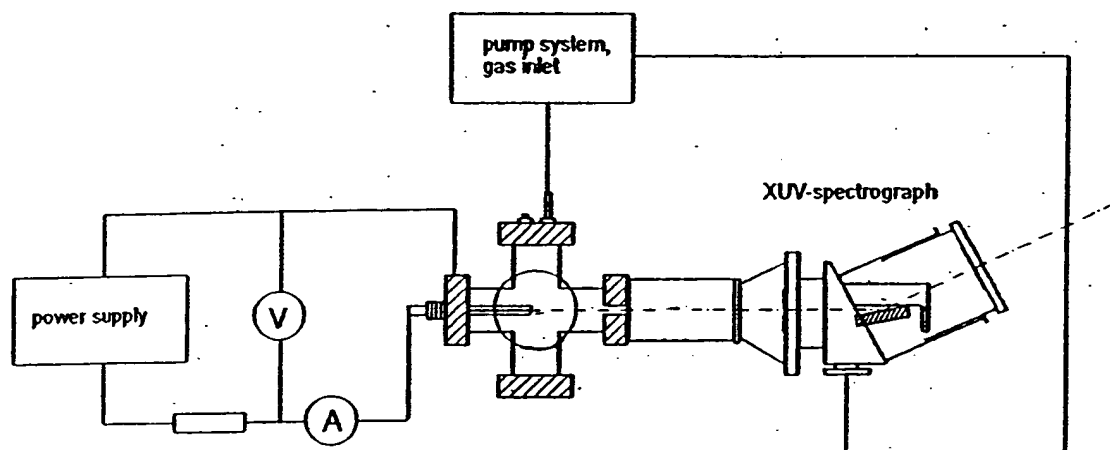 pump system,
gas inlet
XUV-spectrograph
power supply
V
A